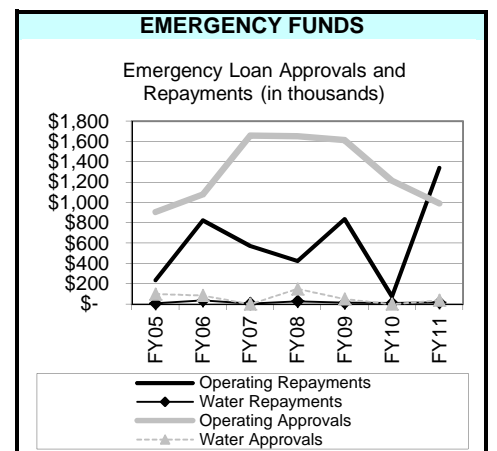 EMERGENCY FUNDS
Emergency Loan Approvals and
Repayments (in thousands)
$1,800
$1,600
$1,400
$1,200
$1,000
$800
$600
$400
$200
$-
FY05 FY06 FY07 FY08 FY09 FY10 FY11
Operating Repayments
Water Repayments
Operating Approvals
Water Approvals